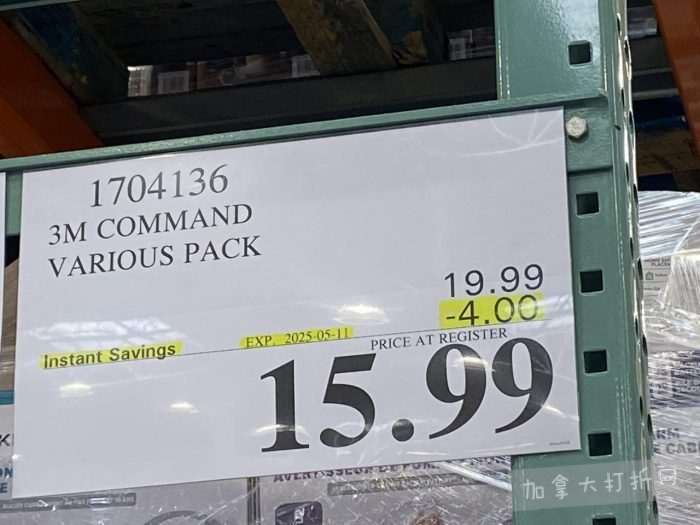 1704136
3M COMMAND
VARIOUS PACK
19.99
-4.00
Instant Savings
EXP. 2025-05-11
PRICE AT REGISTER
15.99
加拿大打折